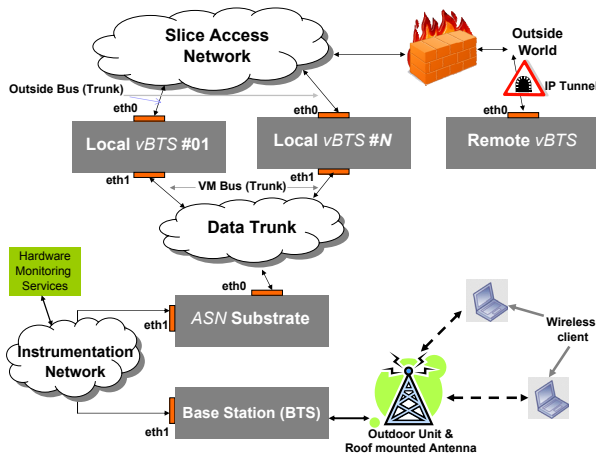 Slice Access
Network
Outside
World
Outside Bus (Trunk)
IP Tunnel
eth0
eth0
eth0
Local vBTS #01
Local vBTS #N
Remote vBTS
eth1
VM Bus (Trunk)
eth1
Data Trunk
Hardware
Monitoring
Services
eth0
ASN Substrate
eth1
Instrumentation
Network
Wireless
client
Base Station (BTS)
eth1
Outdoor Unit &
Roof mounted Antenna